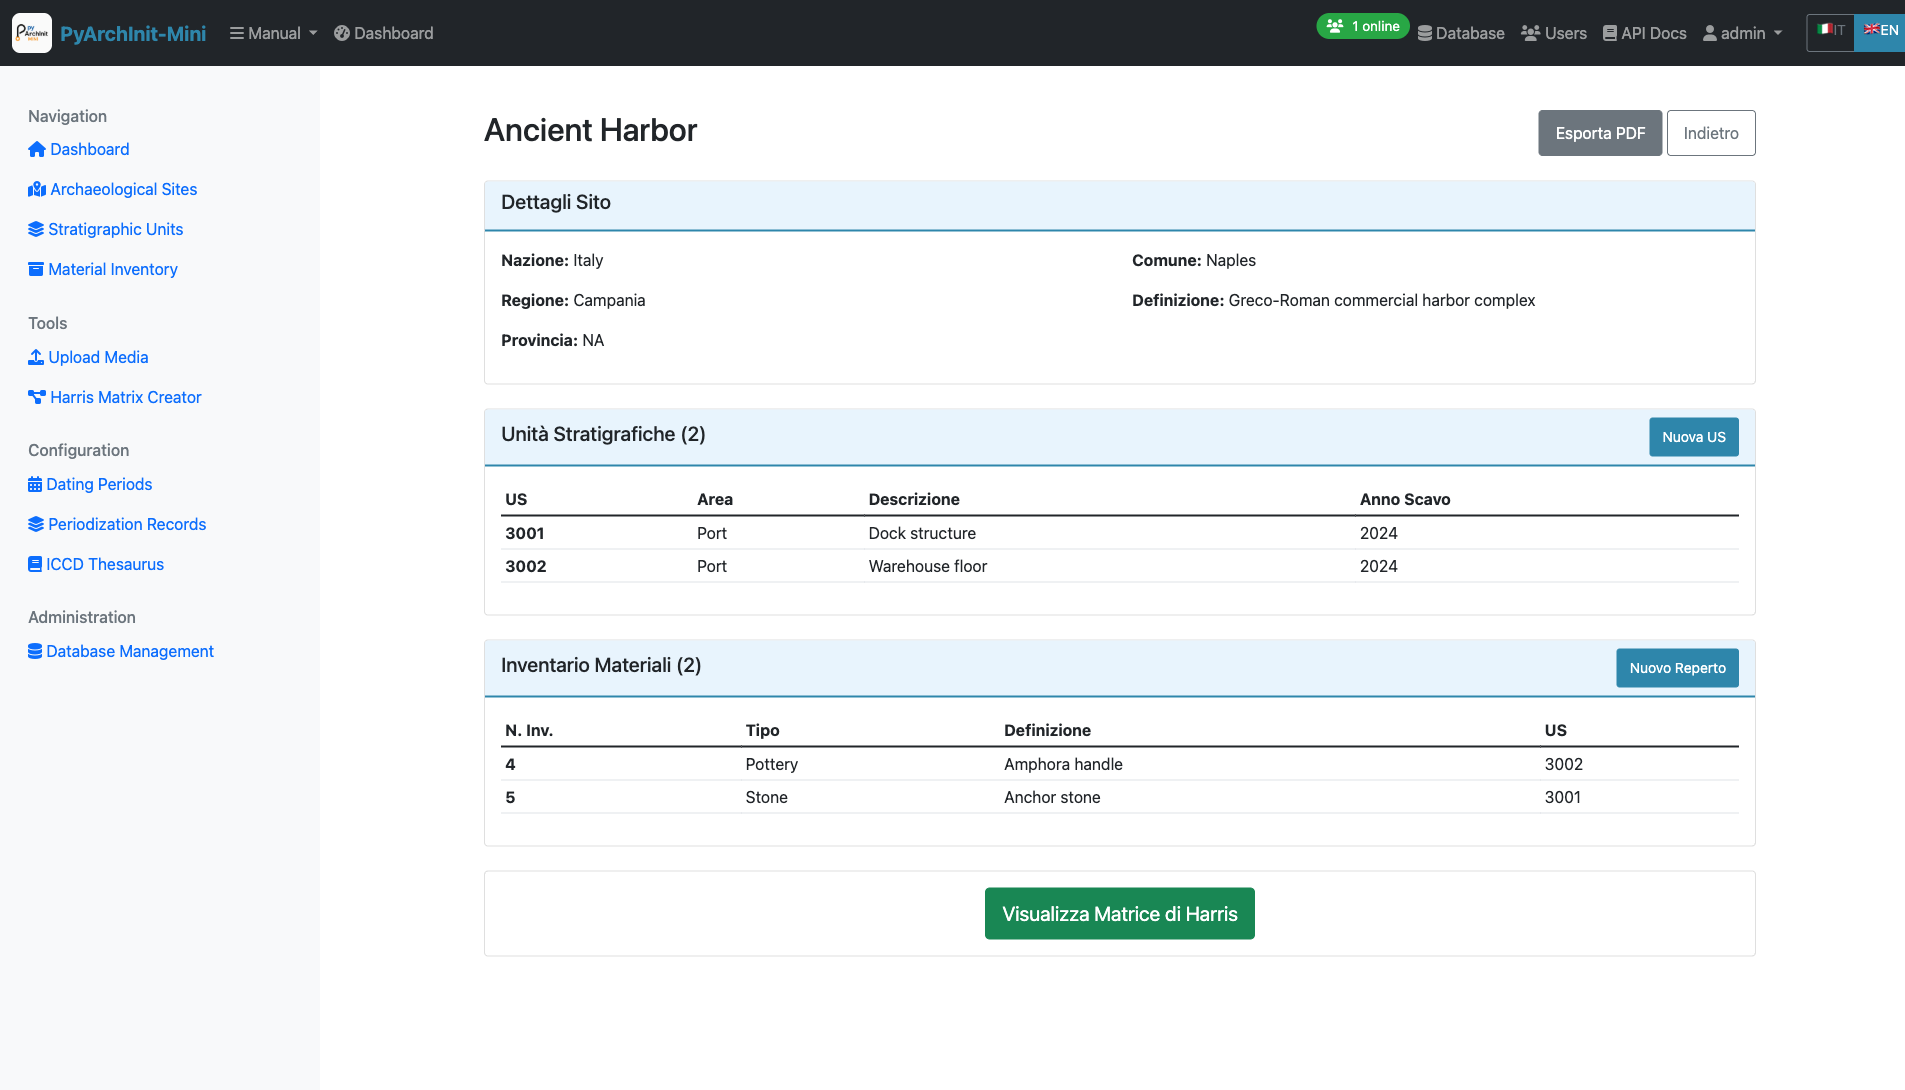 PyArchInit-Mini Manual Dashboard 1 online Database Users API Docs admin IT EN
Navigation
Dashboard
Archaeological Sites
Stratigraphic Units
Material Inventory
Tools
Upload Media
Harris Matrix Creator
Configuration
Dating Periods
Periodization Records
ICCD Thesaurus
Administration
Database Management
Ancient Harbor
Esporta PDF Indietro
Dettagli Sito
Nazione: Italy Comune: Naples
Regione: Campania Definizione: Greco-Roman commercial harbor complex
Provincia: NA
Unità Stratigrafiche (2) Nuova US
US Area Descrizione Anno Scavo
3001 Port Dock structure 2024
3002 Port Warehouse floor 2024
Inventario Materiali (2) Nuovo Reperto
N. Inv. Tipo Definizione US
4 Pottery Amphora handle 3002
5 Stone Anchor stone 3001
Visualizza Matrice di Harris